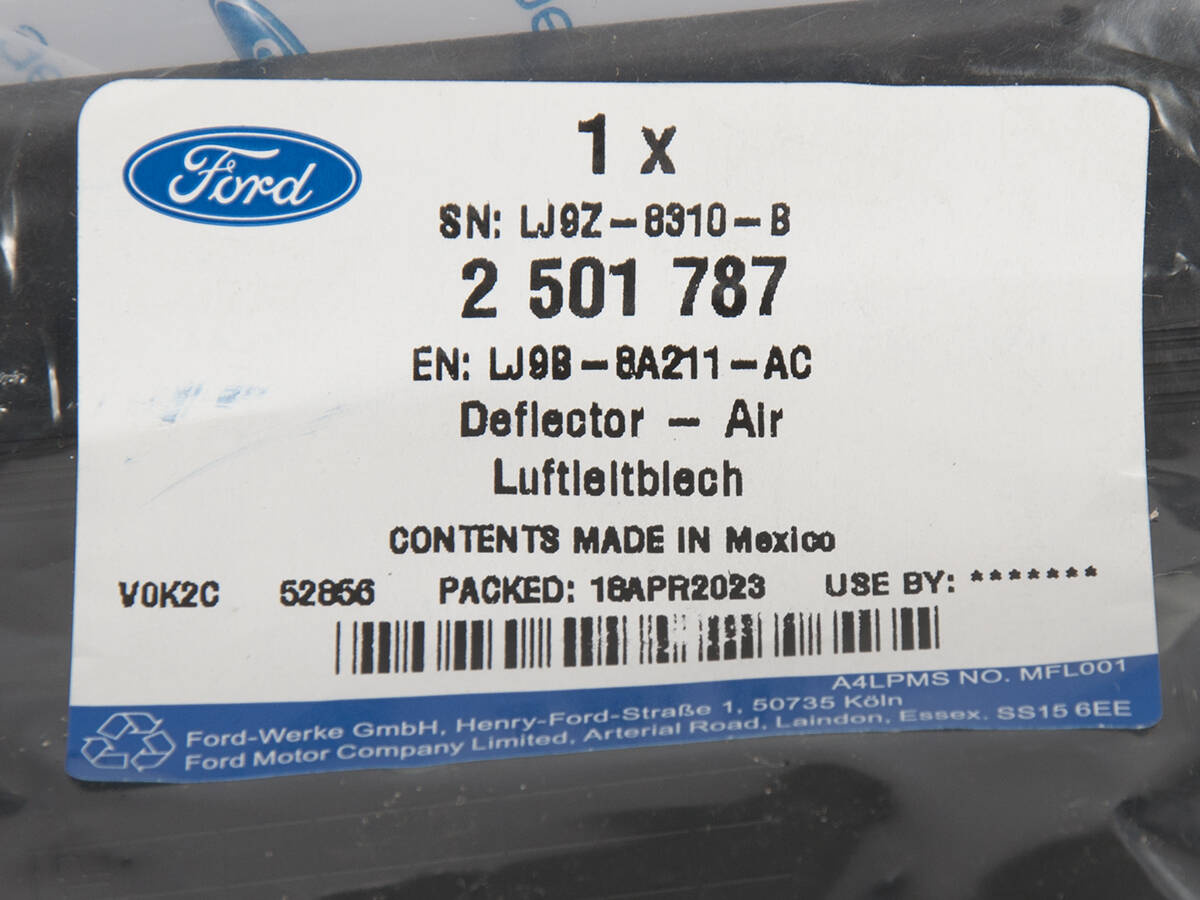 Ford
1 x
SN: LJ9Z-8310-B
2 501 787
EN: LJ9B-8A211-AC
Deflector - Air
Luftleitblech
CONTENTS MADE IN Mexico
V0K2C 52856 PACKED: 18APR2023 USE BY: *******
A4LPMS NO. MFL001
Ford-Werke GmbH, Henry-Ford-Straße 1, 50735 Köln
Ford Motor Company Limited, Arterial Road, Laindon, Essex. SS15 6EE